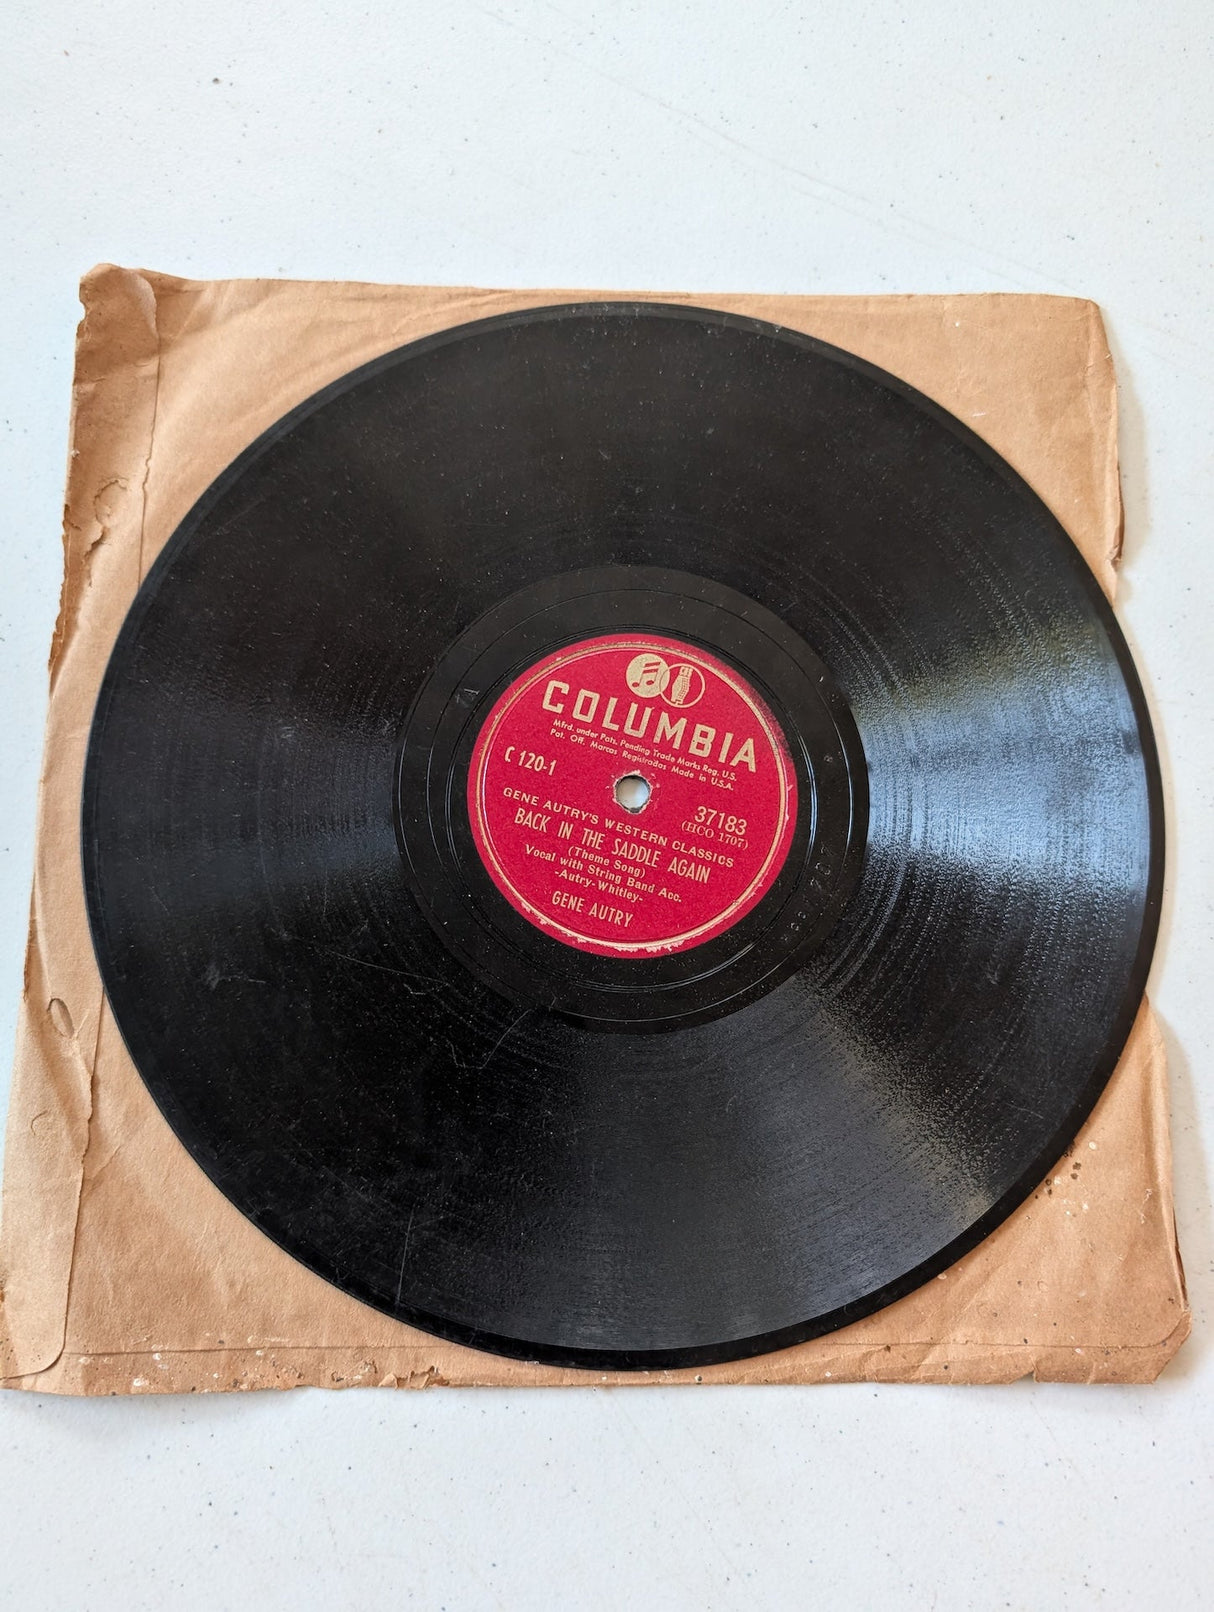 COLUMBIA
Mfrd. under Pats. Pending Trade Marks Reg. U.S.
Pat. Off. Marcas Registradas Made in U.S.A.
C 120-1
37183
(HCO 1707)
GENE AUTRY'S WESTERN CLASSICS
BACK IN THE SADDLE AGAIN
(Theme Song)
Vocal with String Band Acc.
-Autry-Whitley-
GENE AUTRY